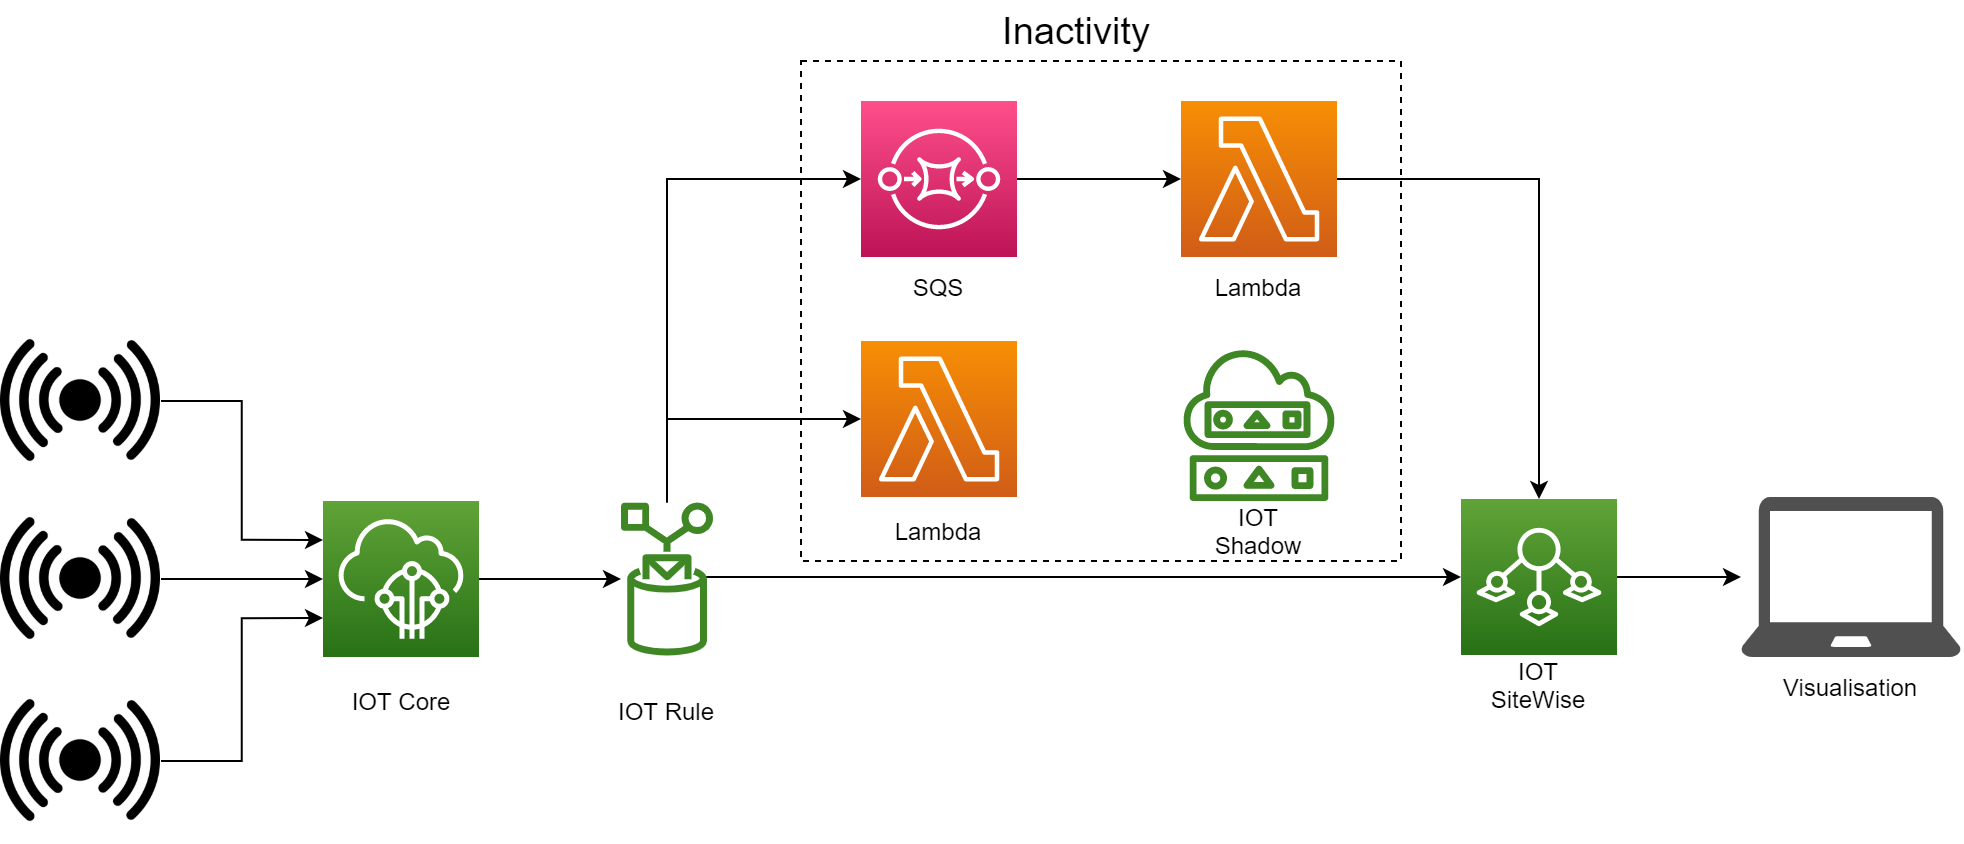 Inactivity
SQS
Lambda
Lambda
IOT
Shadow
IOT Core
IOT Rule
IOT
SiteWise
Visualisation